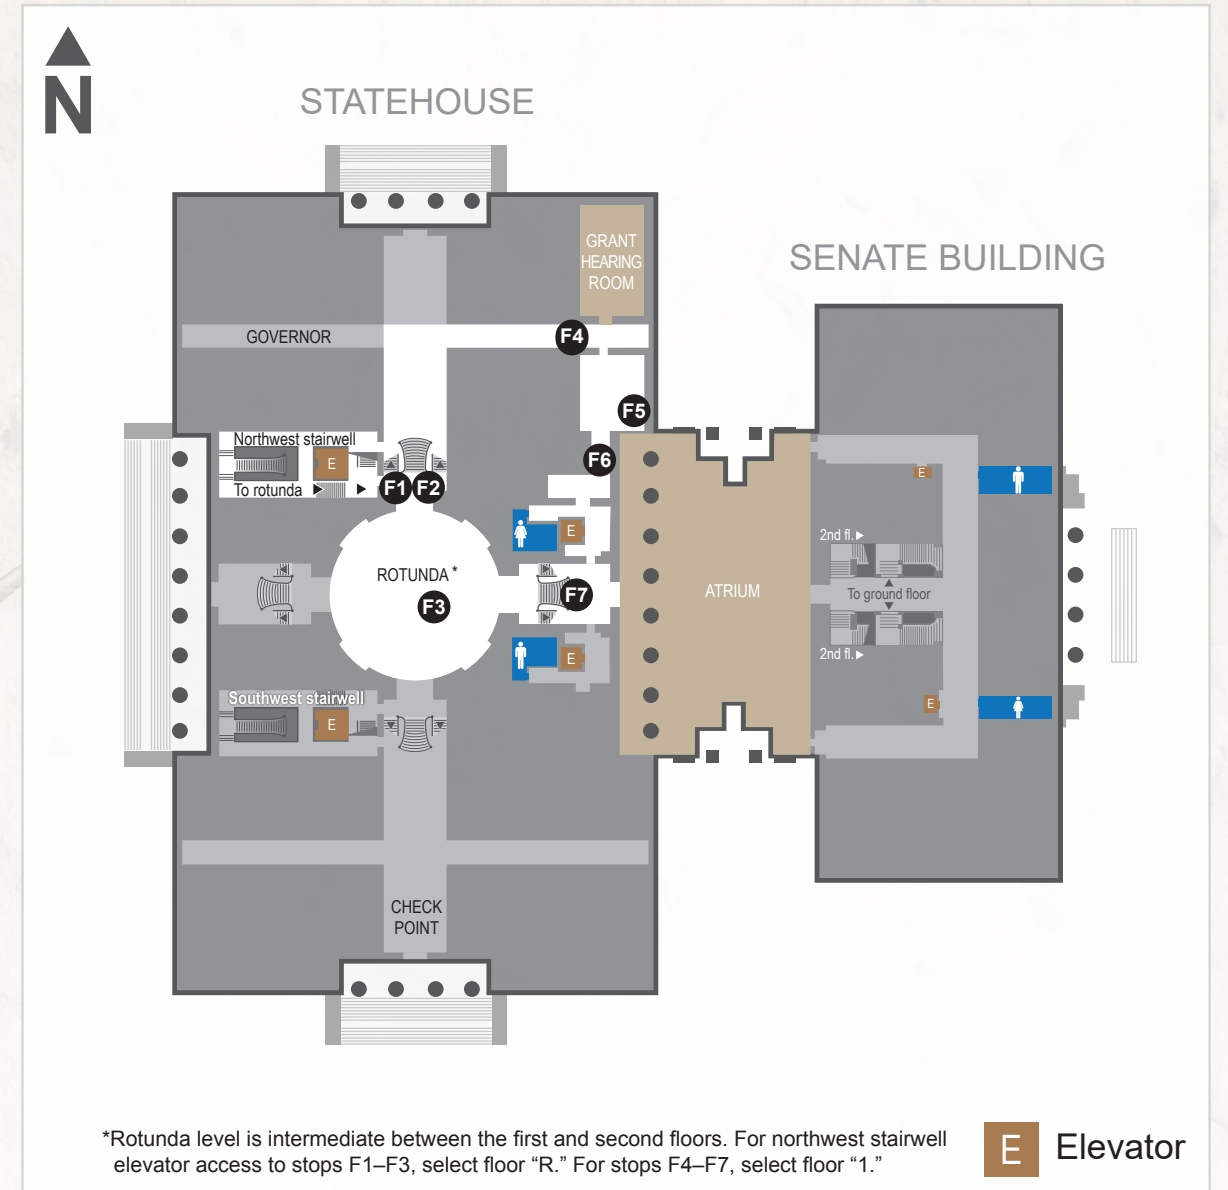 N
STATEHOUSE
SENATE BUILDING
GRANT
HEARING
ROOM
GOVERNOR
F4
F5
Northwest stairwell
E
To rotunda
F1
F2
F6
E
E
2nd fl.
ROTUNDA *
F3
F7
ATRIUM
To ground floor
2nd fl.
E
Southwest stairwell
E
E
CHECK
POINT
*Rotunda level is intermediate between the first and second floors. For northwest stairwell
elevator access to stops F1–F3, select floor “R.” For stops F4–F7, select floor “1.”
E Elevator